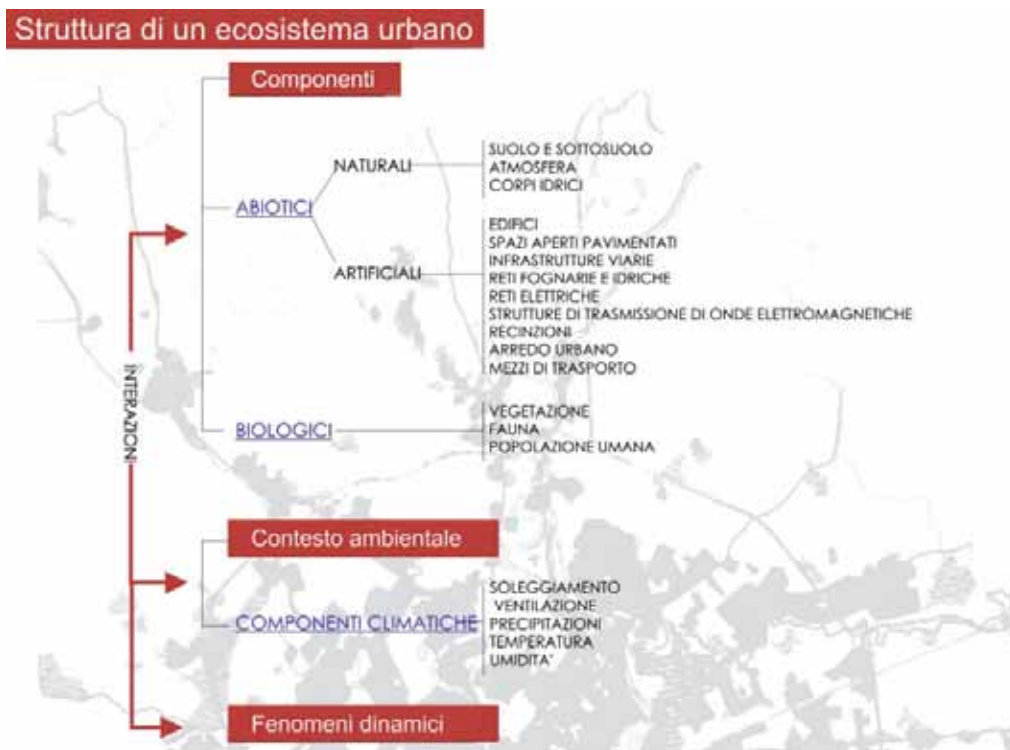 Struttura di un ecosistema urbano
Componenti
NATURALI
SUOLO E SOTTOSUOLO
ATMOSFERA
CORPI IDRICI
ABIOTICI
ARTIFICIALI
EDIFICI
SPAZI APERTI PAVIMENTATI
INFRASTRUTTURE VIARIE
RETI FOGNARIE E IDRICHE
RETI ELETTRICHE
STRUTTURE DI TRASMISSIONE DI ONDE ELETTROMAGNETICHE
RECINZIONI
ARREDO URBANO
MEZZI DI TRASPORTO
INTERAZIONI
BIOLOGICI
VEGETAZIONE
FAUNA
POPOLAZIONE UMANA
Contesto ambientale
COMPONENTI CLIMATICHE
SOLEGGIAMENTO
VENTILAZIONE
PRECIPITAZIONI
TEMPERATURA
UMIDITA'
Fenomeni dinamici